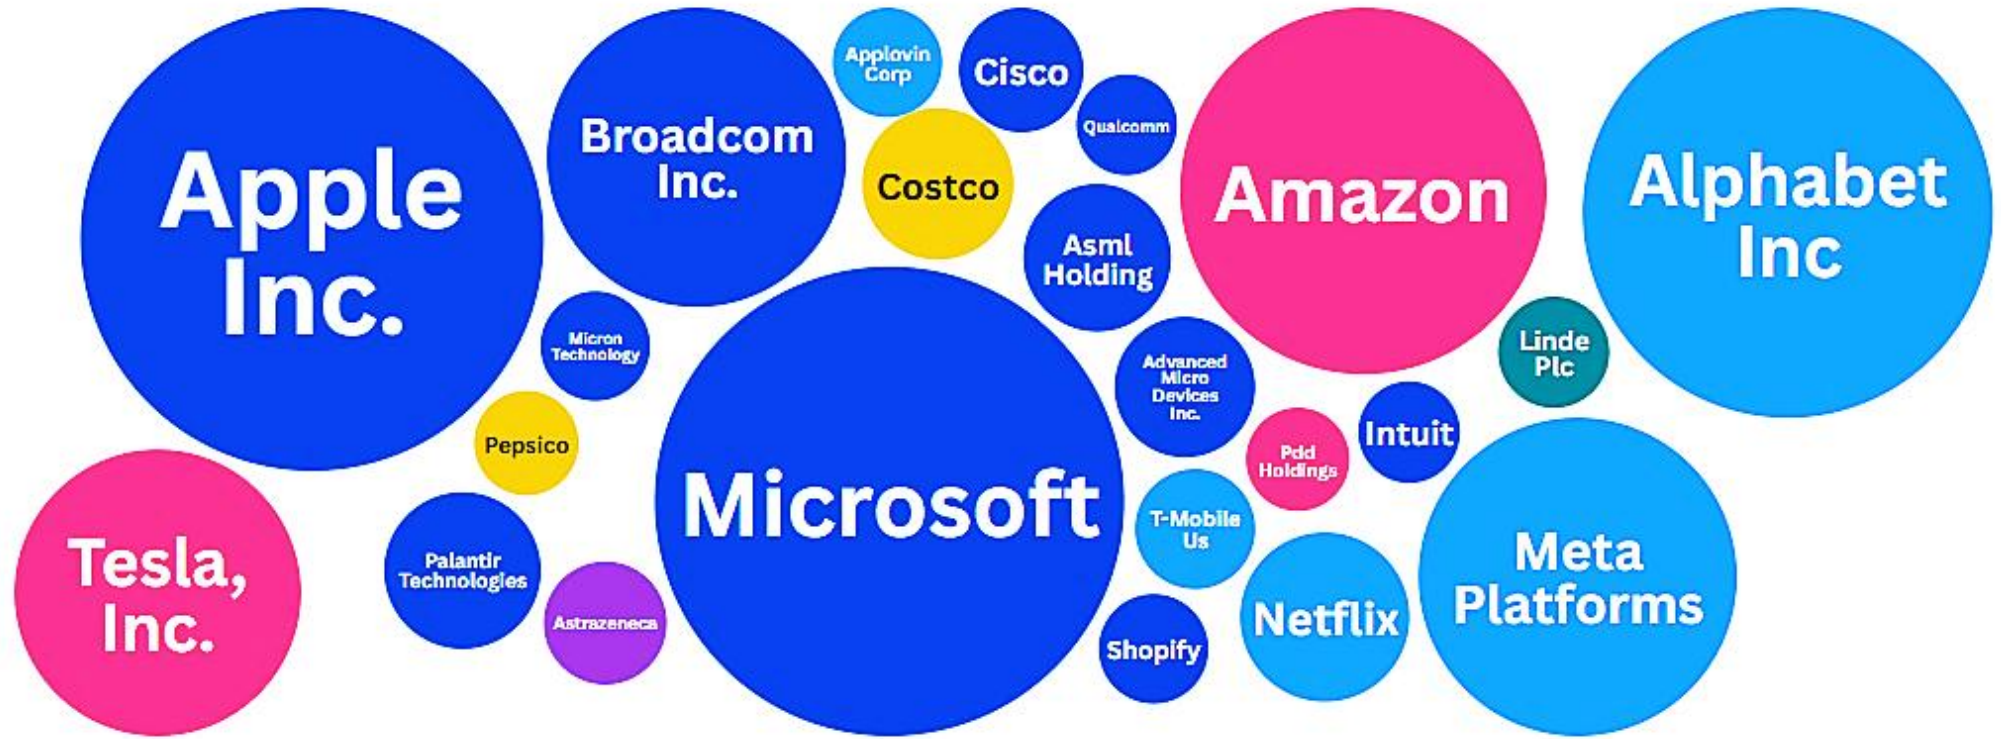 Apple
Inc.
Broadcom
Inc.
Applovin
Corp
Cisco
Qualcomm
Costco
Asml
Holding
Amazon
Alphabet
Inc
Micron
Technology
Pepsico
Microsoft
Advanced
Micro
Devices
Inc.
Linde
Plc
Pdd
Holdings
Intuit
Tesla,
Inc.
Palantir
Technologies
Astrazeneca
T-Mobile
Us
Shopify
Netflix
Meta
Platforms